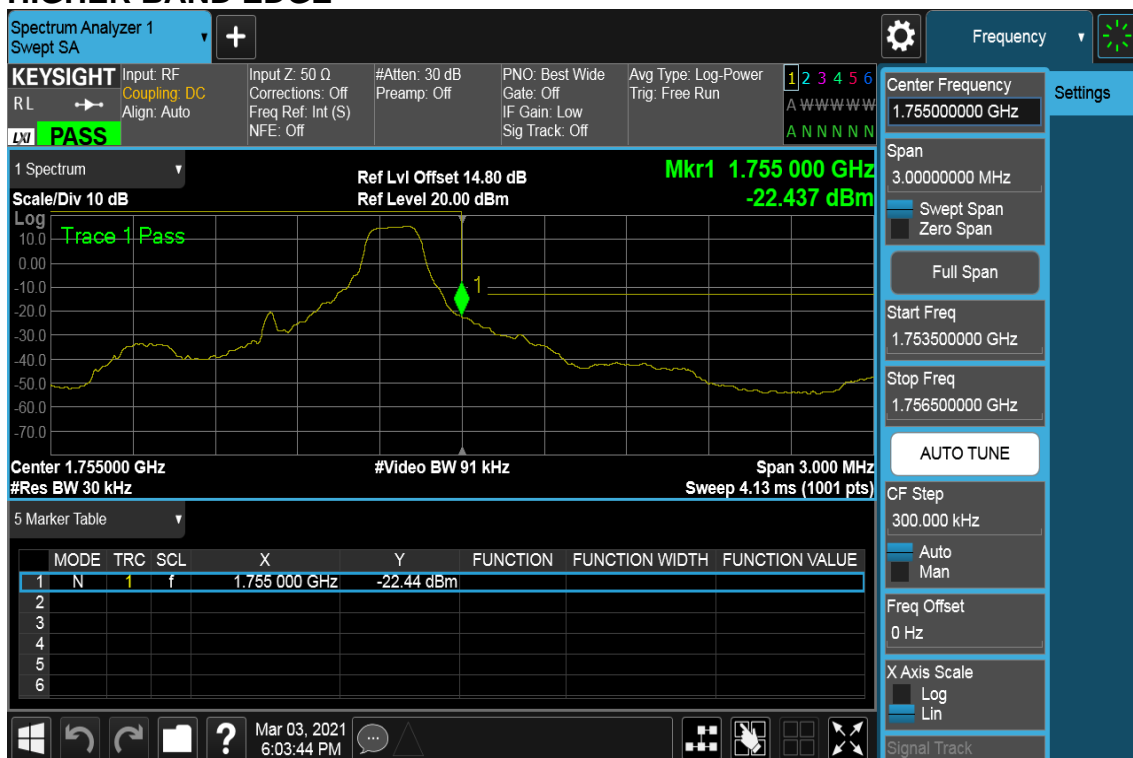 HIGHER BAND EDGE
Spectrum Analyzer 1
Swept SA
Frequency
KEYSIGHT
RL
LXI
PASS
Input: RF
Coupling: DC
Align: Auto
Input Z: 50 Ω
Corrections: Off
Freq Ref: Int (S)
NFE: Off
#Atten: 30 dB
Preamp: Off
PNO: Best Wide
Gate: Off
IF Gain: Low
Sig Track: Off
Avg Type: Log-Power
Trig: Free Run
1 2 3 4 5 6
A W W W W W
A N N N N N
1 Spectrum
Scale/Div 10 dB
Ref Lvl Offset 14.80 dB
Ref Level 20.00 dBm
Mkr1 1.755 000 GHz
-22.437 dBm
Log
Trace 1 Pass
10.0
0.00
-10.0
-20.0
-30.0
-40.0
-50.0
-60.0
-70.0
1
Center 1.755000 GHz
#Res BW 30 kHz
#Video BW 91 kHz
Span 3.000 MHz
Sweep 4.13 ms (1001 pts)
5 Marker Table
MODE TRC SCL X Y FUNCTION FUNCTION WIDTH FUNCTION VALUE
1 N 1 f 1.755 000 GHz -22.44 dBm
2
3
4
5
6
Mar 03, 2021
6:03:44 PM
Settings
Center Frequency
1.755000000 GHz
Span
3.00000000 MHz
Swept Span
Zero Span
Full Span
Start Freq
1.753500000 GHz
Stop Freq
1.756500000 GHz
AUTO TUNE
CF Step
300.000 kHz
Auto
Man
Freq Offset
0 Hz
X Axis Scale
Log
Lin
Signal Track